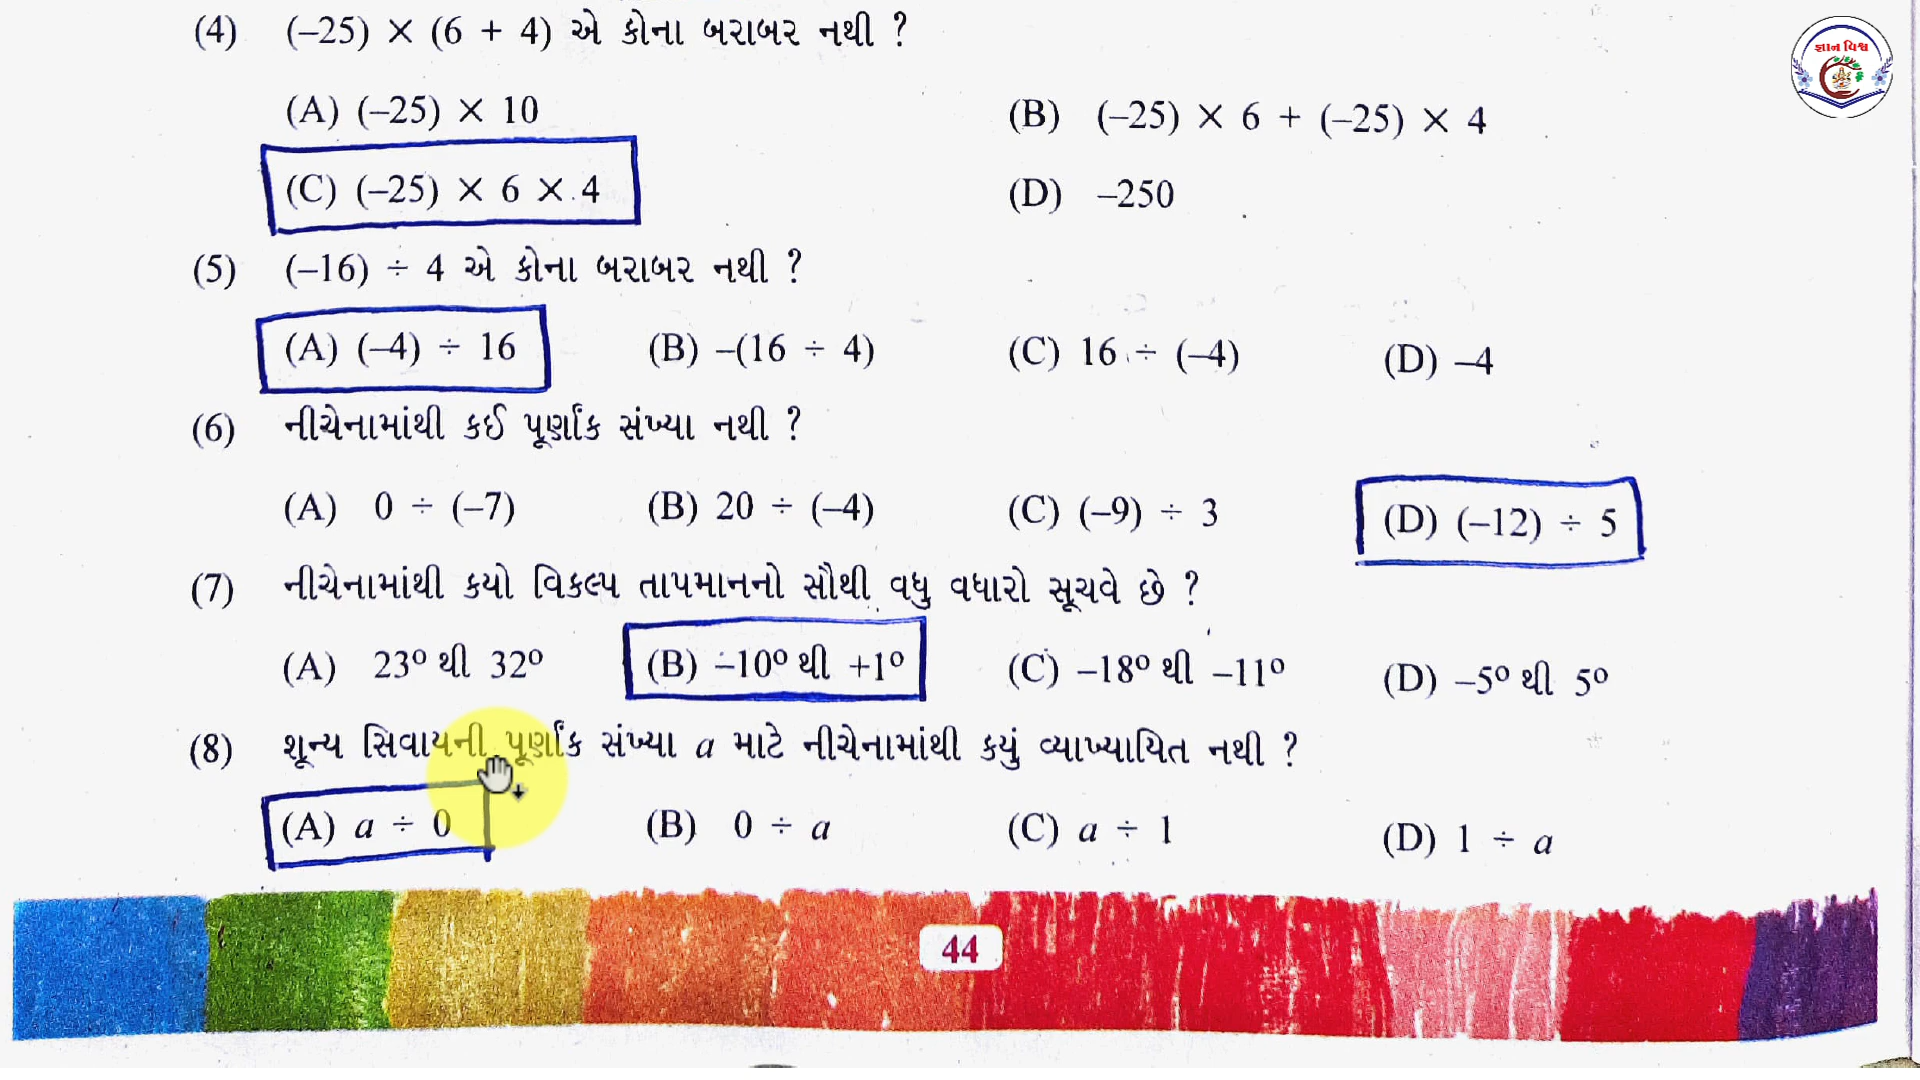 જ્ઞાન વિશ્વ
(4) (–25) × (6 + 4) એ કોના બરાબર નથી ?
(A) (–25) × 10 (B) (–25) × 6 + (–25) × 4
(C) (–25) × 6 × 4 (D) –250
(5) (–16) ÷ 4 એ કોના બરાબર નથી ?
(A) (–4) ÷ 16 (B) –(16 ÷ 4) (C) 16 ÷ (–4) (D) –4
(6) નીચેનામાંથી કઈ પૂર્ણાંક સંખ્યા નથી ?
(A) 0 ÷ (–7) (B) 20 ÷ (–4) (C) (–9) ÷ 3 (D) (–12) ÷ 5
(7) નીચેનામાંથી કયો વિકલ્પ તાપમાનનો સૌથી વધુ વધારો સૂચવે છે ?
(A) 23° થી 32° (B) –10° થી +1° (C) –18° થી –11° (D) –5° થી 5°
(8) શૂન્ય સિવાયની પૂર્ણાંક સંખ્યા a માટે નીચેનામાંથી કયું વ્યાખ્યાયિત નથી ?
(A) a ÷ 0 (B) 0 ÷ a (C) a ÷ 1 (D) 1 ÷ a
44